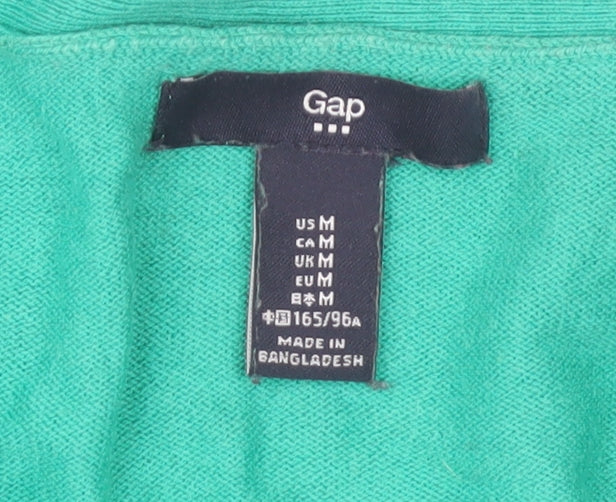 Gap
US M
CA M
UK M
EU M
日本 M
中国 165/96A
MADE IN
BANGLADESH